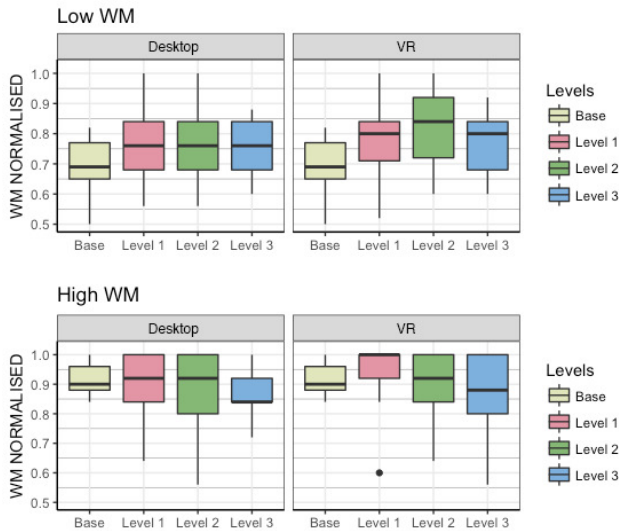 Low WM
Desktop VR
WM NORMALISED
1.0
0.9
0.8
0.7
0.6
0.5
Base Level 1 Level 2 Level 3 Base Level 1 Level 2 Level 3
Levels
Base
Level 1
Level 2
Level 3
High WM
Desktop VR
WM NORMALISED
1.0
0.9
0.8
0.7
0.6
0.5
Base Level 1 Level 2 Level 3 Base Level 1 Level 2 Level 3
Levels
Base
Level 1
Level 2
Level 3